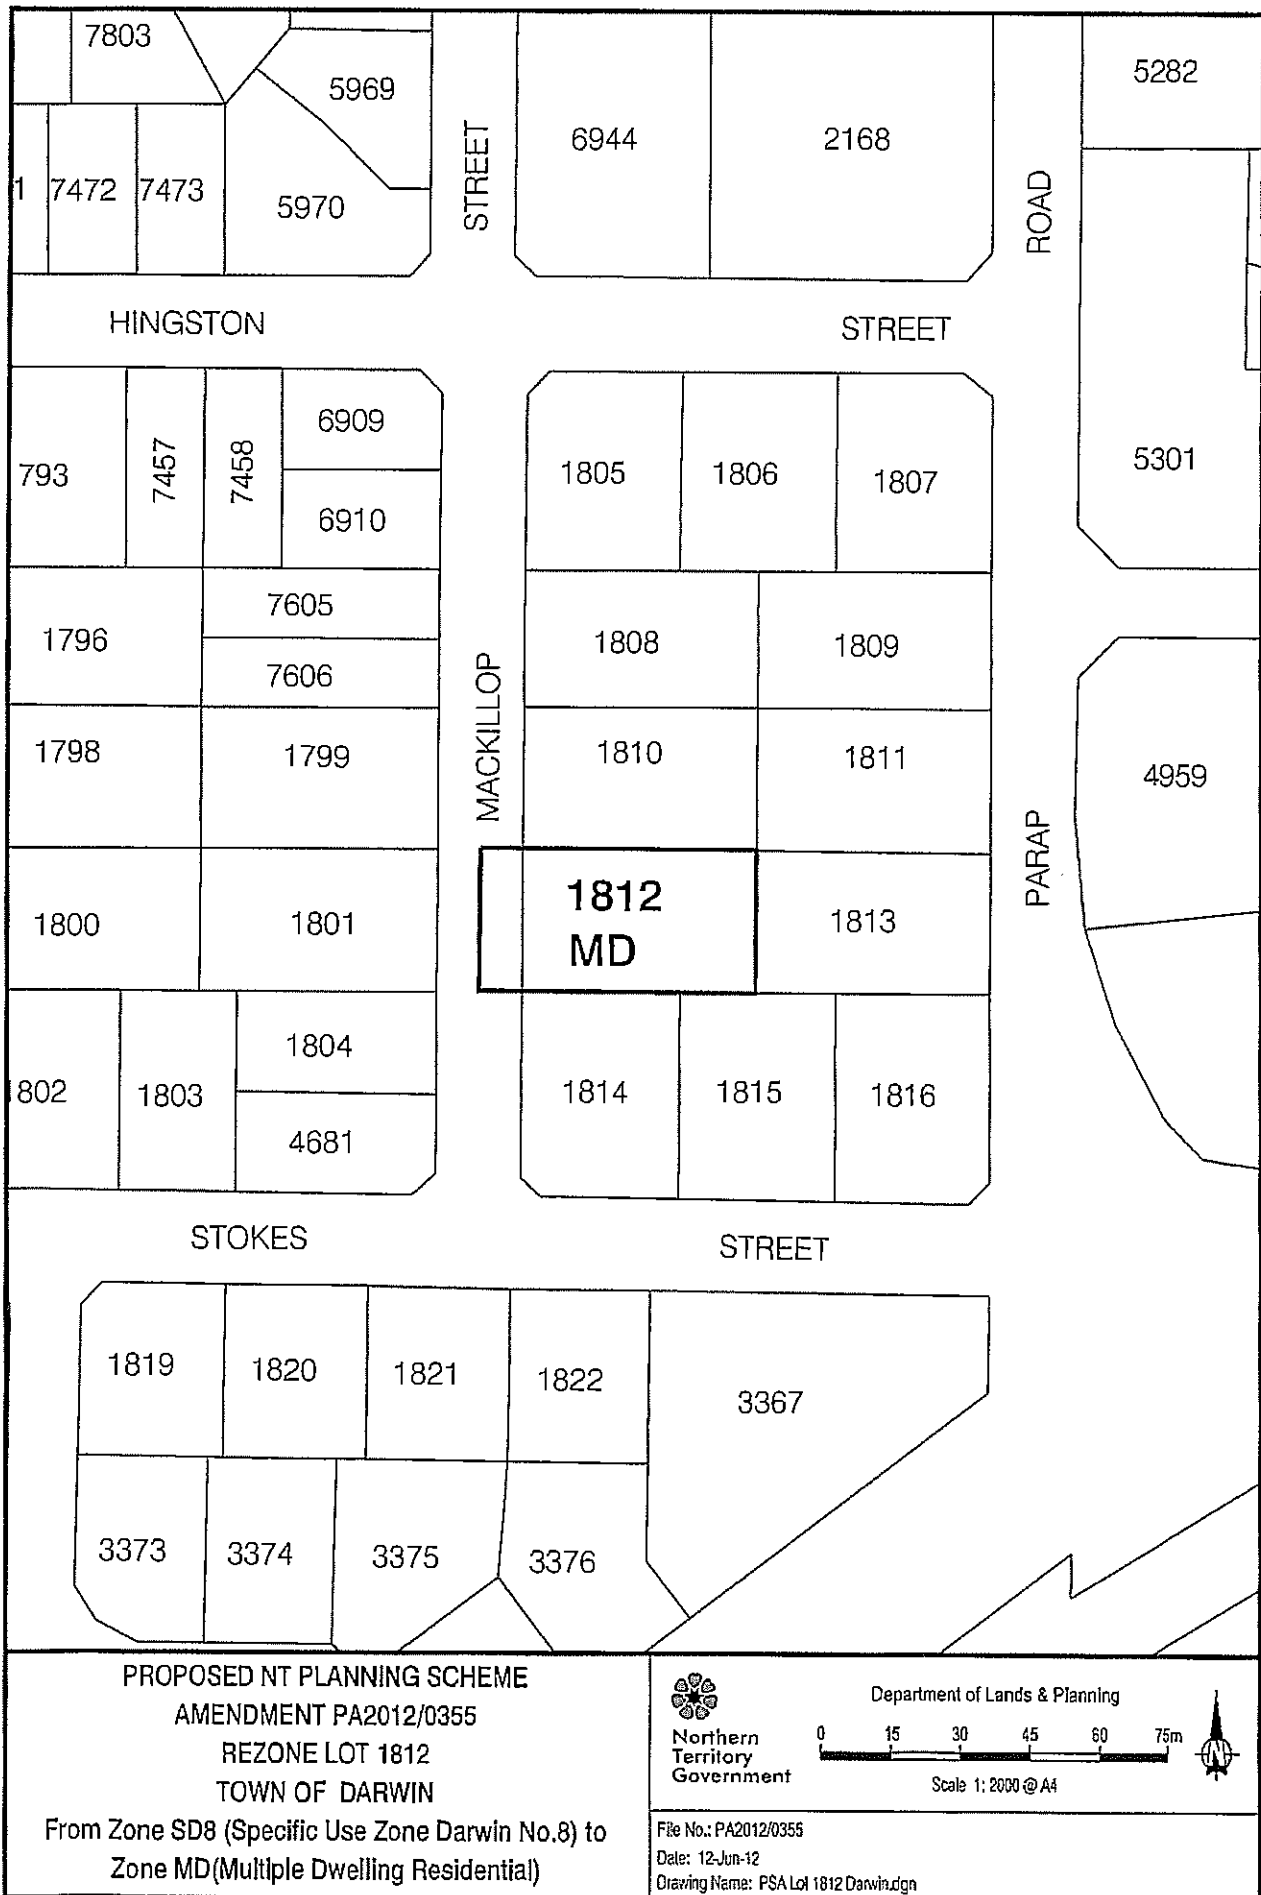 7803
5969
5282
6944
2168
STREET
1
7472
7473
5970
ROAD
HINGSTON
STREET
6909
793
7457
7458
6910
1805
1806
1807
5301
7605
1796
7606
1808
1809
MACKILLOP
1798
1799
1810
1811
4959
PARAP
1800
1801
1812
MD
1813
1804
802
1803
4681
1814
1815
1816
STOKES
STREET
1819
1820
1821
1822
3367
3373
3374
3375
3376
PROPOSED NT PLANNING SCHEME
AMENDMENT PA2012/0355
REZONE LOT 1812
TOWN OF DARWIN
From Zone SD8 (Specific Use Zone Darwin No.8) to
Zone MD(Multiple Dwelling Residential)
Northern
Territory
Government
Department of Lands & Planning
0 15 30 45 60 75m
Scale 1: 2000 @ A4
N
File No.: PA2012/0355
Date: 12-Jun-12
Drawing Name: PSA Lot 1812 Darwin.dgn